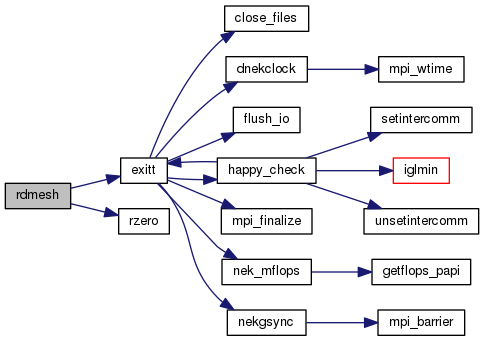 close_files
dnekclock
mpi_wtime
flush_io
setintercomm
exitt
happy_check
iglmin
rdmesh
rzero
mpi_finalize
unsetintercomm
nek_mflops
getflops_papi
nekgsync
mpi_barrier